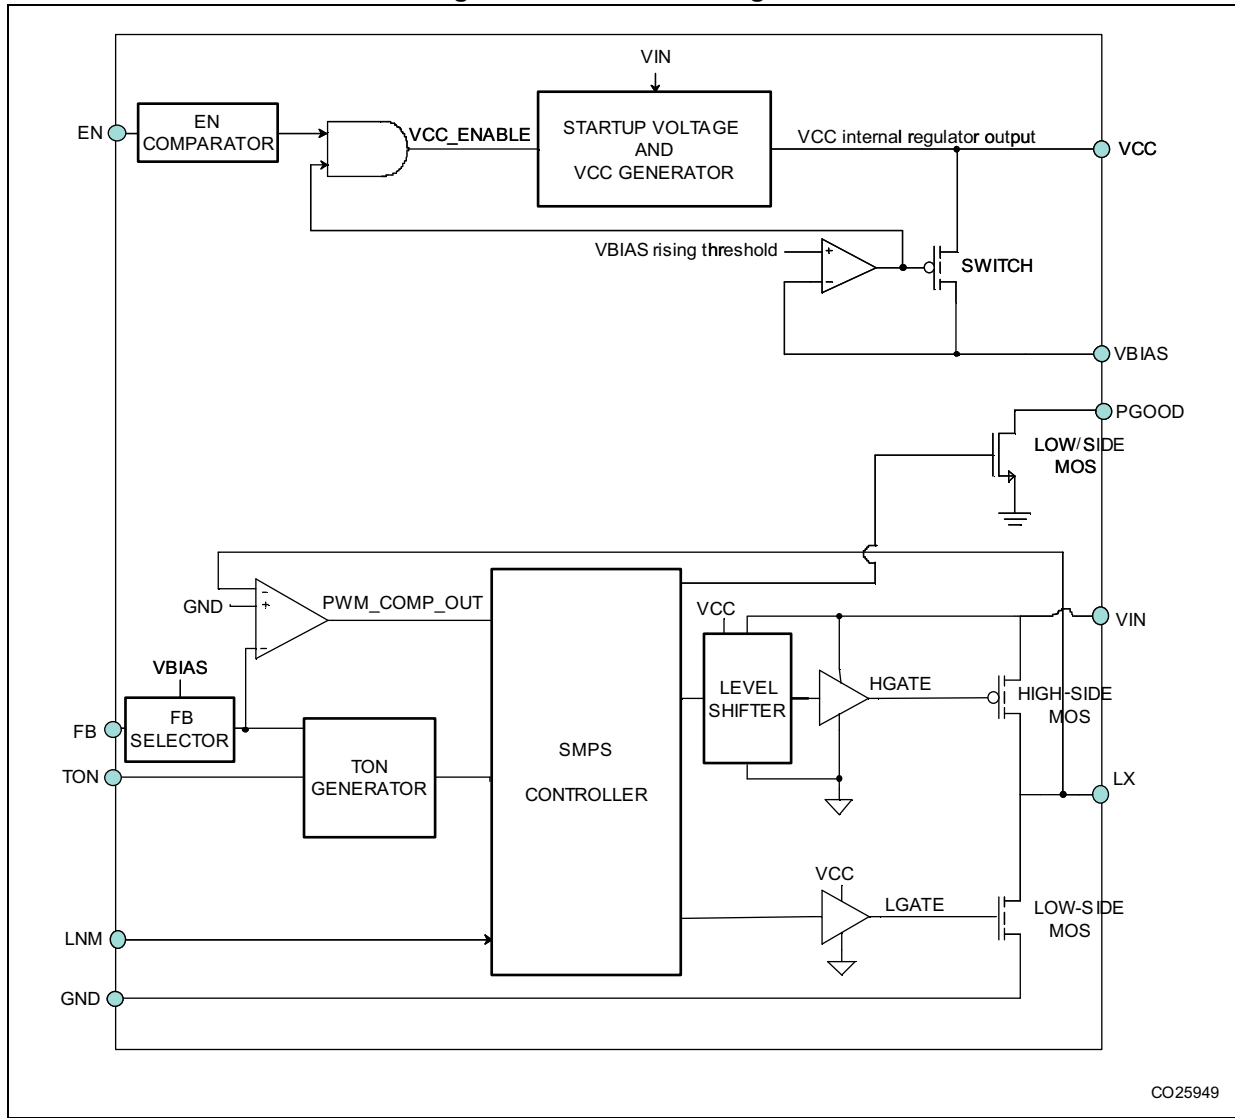 VIN
EN
EN
COMPARATOR
VCC_ENABLE
STARTUP VOLTAGE
AND
VCC GENERATOR
VCC internal regulator output
VCC
VBIAS rising threshold
+
-
SWITCH
VBIAS
PGOOD
LOW/SIDE
MOS
-
GND
+
-
PWM_COMP_OUT
VCC
VIN
VBIAS
FB
FB
SELECTOR
LEVEL
SHIFTER
HGATE
HIGH-SIDE
MOS
TON
TON
GENERATOR
SMPS
CONTROLLER
LX
VCC
LGATE
LOW-SIDE
MOS
LNM
GND
CO25949